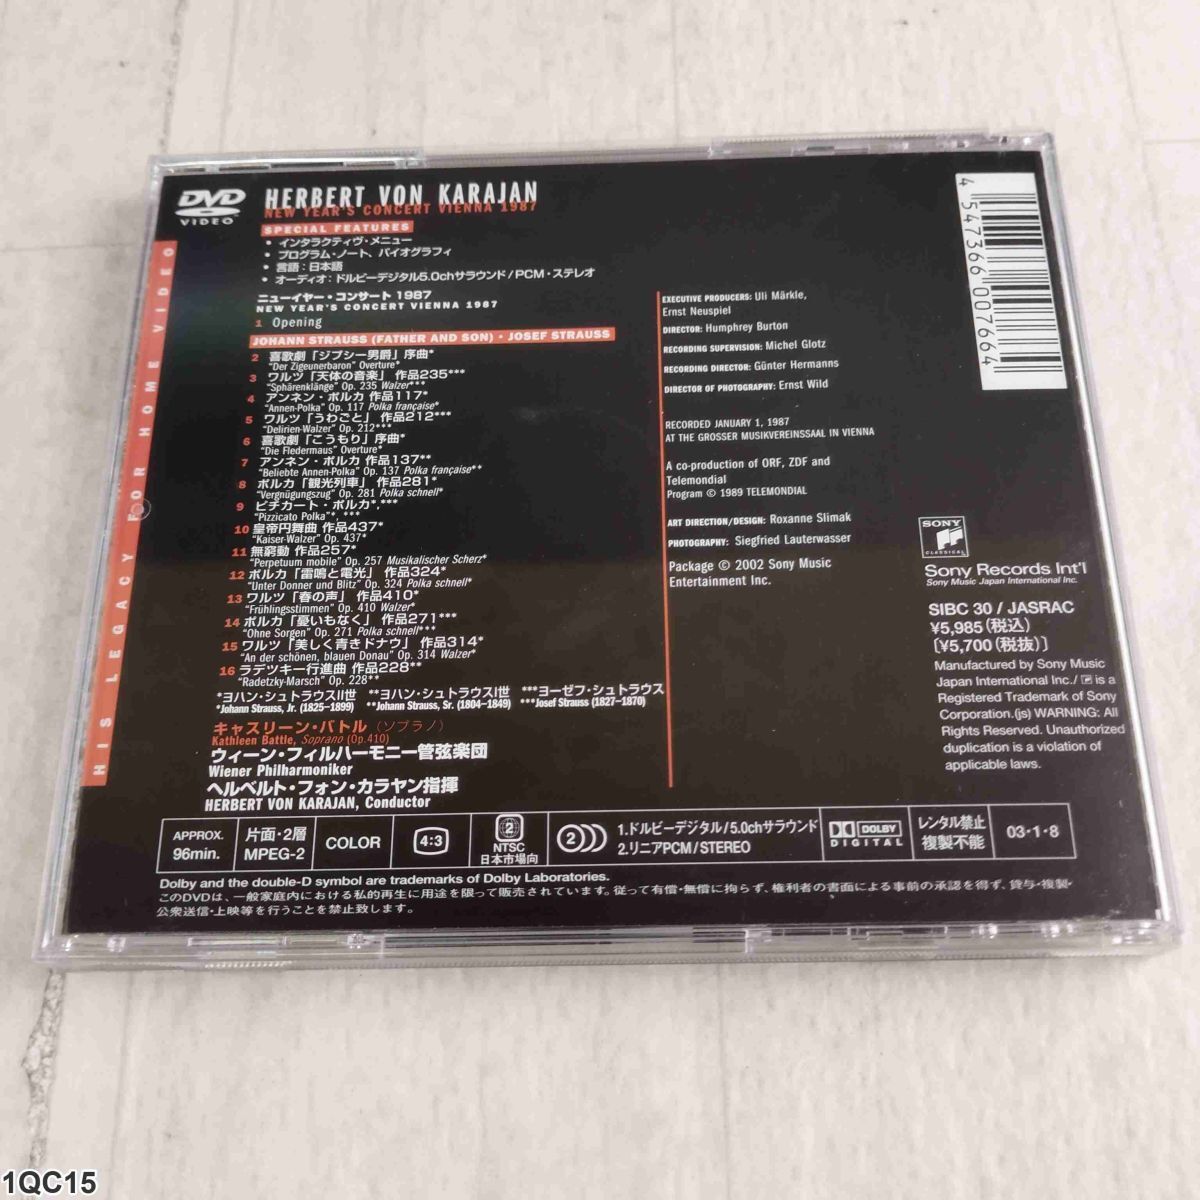 DVD
VIDEO
HERBERT VON KARAJAN
NEW YEAR'S CONCERT VIENNA 1987
SPECIAL FEATURES
• インタラクティヴ・メニュー
• プログラム・ノート、バイオグラフィ
• 言語：日本語
• オーディオ：ドルビーデジタル5.0chサラウンド/PCM・ステレオ
ニューイヤー・コンサート 1987
NEW YEAR'S CONCERT VIENNA 1987
1 Opening
JOHANN STRAUSS (FATHER AND SON)・JOSEF STRAUSS
2 喜歌劇「ジプシー男爵」序曲*
"Der Zigeunerbaron" Overture*
3 ワルツ「天体の音楽」 作品235***
"Sphärenklänge" Op. 235 Walzer***
4 アンネン・ポルカ 作品117*
"Annen-Polka" Op. 117 Polka française*
5 ワルツ「うわごと」 作品212***
"Delirien-Walzer" Op. 212***
6 喜歌劇「こうもり」序曲*
"Die Fledermaus" Overture*
7 アンネン・ポルカ 作品137**
"Beliebte Annen-Polka" Op. 137 Polka française**
8 ポルカ「観光列車」 作品281*
"Vergnügungszug" Op. 281 Polka schnell*
9 ピチカート・ポルカ*,***
"Pizzicato Polka"*, ***
10 皇帝円舞曲 作品437*
"Kaiser-Walzer" Op. 437*
11 無窮動 作品257*
"Perpetuum mobile" Op. 257 Musikalischer Scherz*
12 ポルカ「雷鳴と電光」 作品324*
"Unter Donner und Blitz" Op. 324 Polka schnell*
13 ワルツ「春の声」 作品410*
"Frühlingsstimmen" Op. 410 Walzer*
14 ポルカ「憂いもなく」 作品271***
"Ohne Sorgen" Op. 271 Polka schnell***
15 ワルツ「美しく青きドナウ」 作品314*
"An der schönen, blauen Donau" Op. 314 Walzer*
16 ラデツキー行進曲 作品228**
"Radetzky-Marsch" Op. 228**
*ヨハン・シュトラウスII世 **ヨハン・シュトラウスI世 ***ヨーゼフ・シュトラウス
*Johann Strauss, Jr. (1825-1899) **Johann Strauss, Sr. (1804-1849) ***Josef Strauss (1827-1870)
キャスリーン・バトル（ソプラノ）
Kathleen Battle, Soprano (Op.410)
ウィーン・フィルハーモニー管弦楽団
Wiener Philharmoniker
ヘルベルト・フォン・カラヤン指揮
HERBERT VON KARAJAN, Conductor
HIS LEGACY FOR HOME VIDEO
EXECUTIVE PRODUCERS: Uli Märkle,
Ernst Neuspiel
DIRECTOR: Humphrey Burton
RECORDING SUPERVISION: Michel Glotz
RECORDING DIRECTOR: Günter Hermanns
DIRECTOR OF PHOTOGRAPHY: Ernst Wild
RECORDED JANUARY 1, 1987
AT THE GROSSER MUSIKVEREINSSAAL IN VIENNA
A co-production of ORF, ZDF and
Telemondial
Program © 1989 TELEMONDIAL
ART DIRECTION/DESIGN: Roxanne Slimak
PHOTOGRAPHY: Siegfried Lauterwasser
Package © 2002 Sony Music
Entertainment Inc.
4 547366 007664
SONY
CLASSICAL
Sony Records Int'l
Sony Music Japan International Inc.
SIBC 30 / JASRAC
¥5,985(税込)
[¥5,700(税抜)]
Manufactured by Sony Music
Japan International Inc./ is a
Registered Trademark of Sony
Corporation.(js) WARNING: All
Rights Reserved. Unauthorized
duplication is a violation of
applicable laws.
APPROX.
96min.
片面・2層
MPEG-2
COLOR
4:3
2
NTSC
日本市場向
2
1.ドルビーデジタル/5.0chサラウンド
2.リニアPCM/STEREO
DOLBY
DIGITAL
レンタル禁止
複製不能
03・1・8
Dolby and the double-D symbol are trademarks of Dolby Laboratories.
このDVDは、一般家庭内における私的再生に用途を限って販売されています。従って有償・無償に拘らず、権利者の書面による事前の承認を得ず、貸与・複製・
公衆送信・上映等を行うことを禁止致します。
1QC15